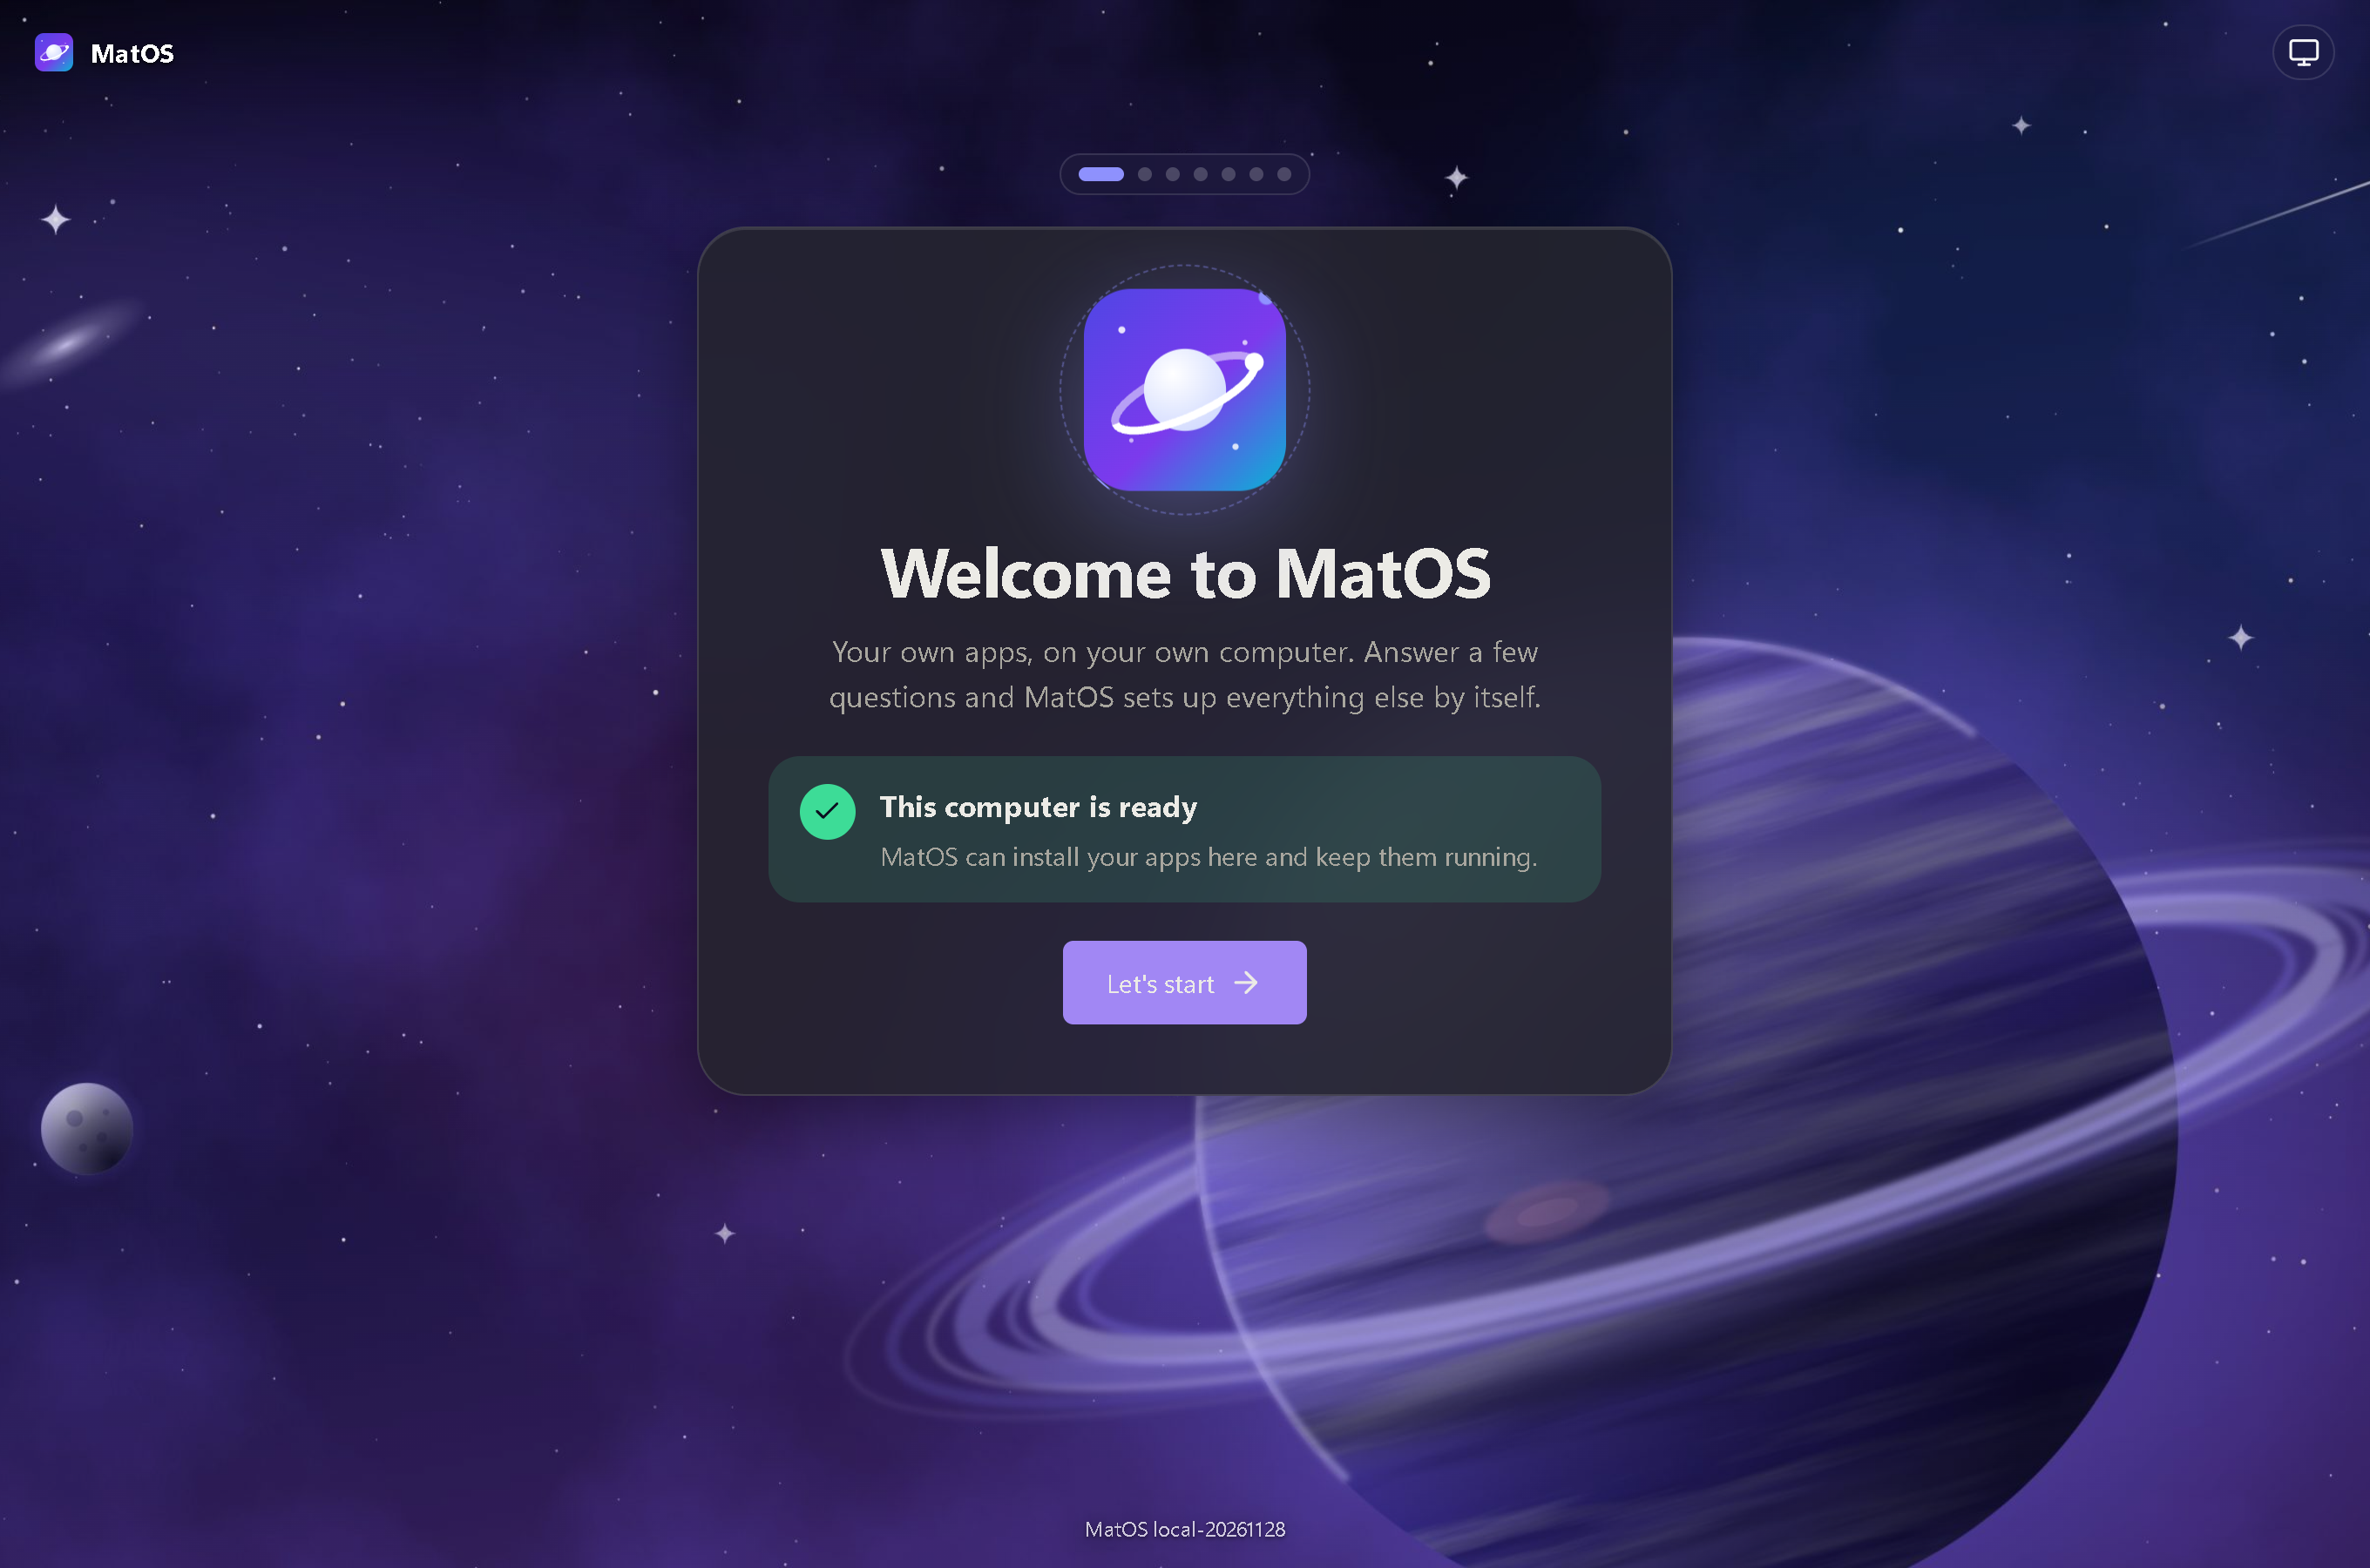 MatOS
Welcome to MatOS
Your own apps, on your own computer. Answer a few
questions and MatOS sets up everything else by itself.
This computer is ready
MatOS can install your apps here and keep them running.
Let's start
MatOS local-20261128